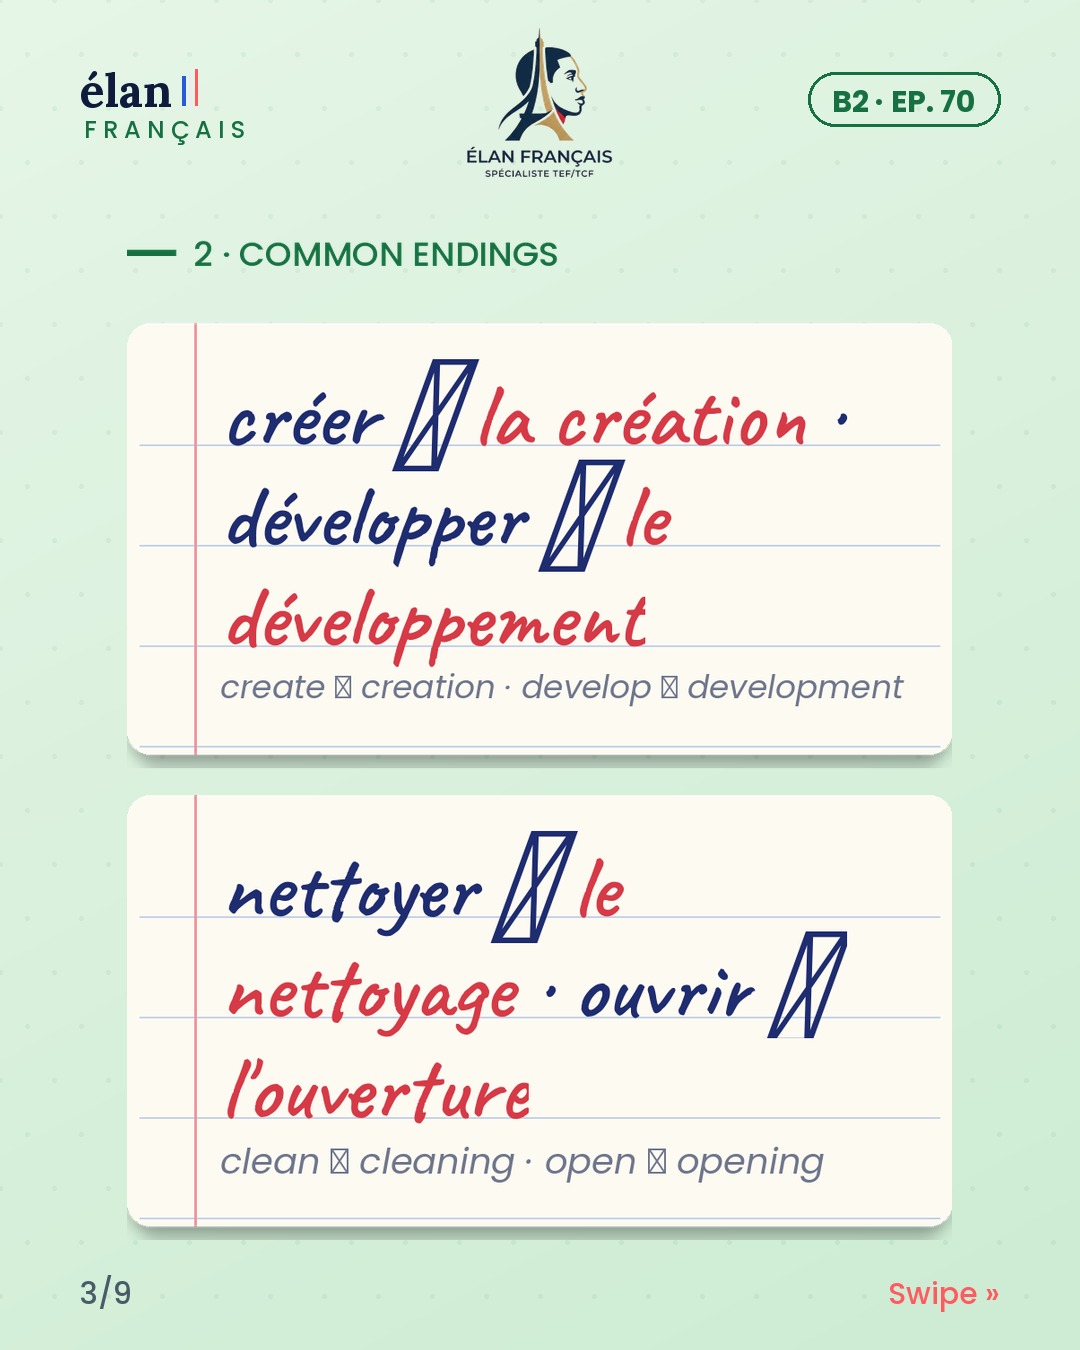 élan
FRANÇAIS
ÉLAN FRANÇAIS
SPÉCIALISTE TEF/TCF
B2 · EP. 70
2 · COMMON ENDINGS
créer la création ·
développer le
développement
create creation · develop development
nettoyer le
nettoyage · ouvrir
l'ouverture
clean cleaning · open opening
3/9
Swipe »